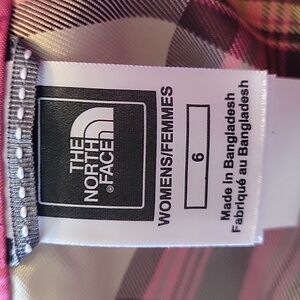 THE
NORTH
FACE®
WOMENS/FEMMES
6
Made in Bangladesh
Fabriqué au Bangladesh